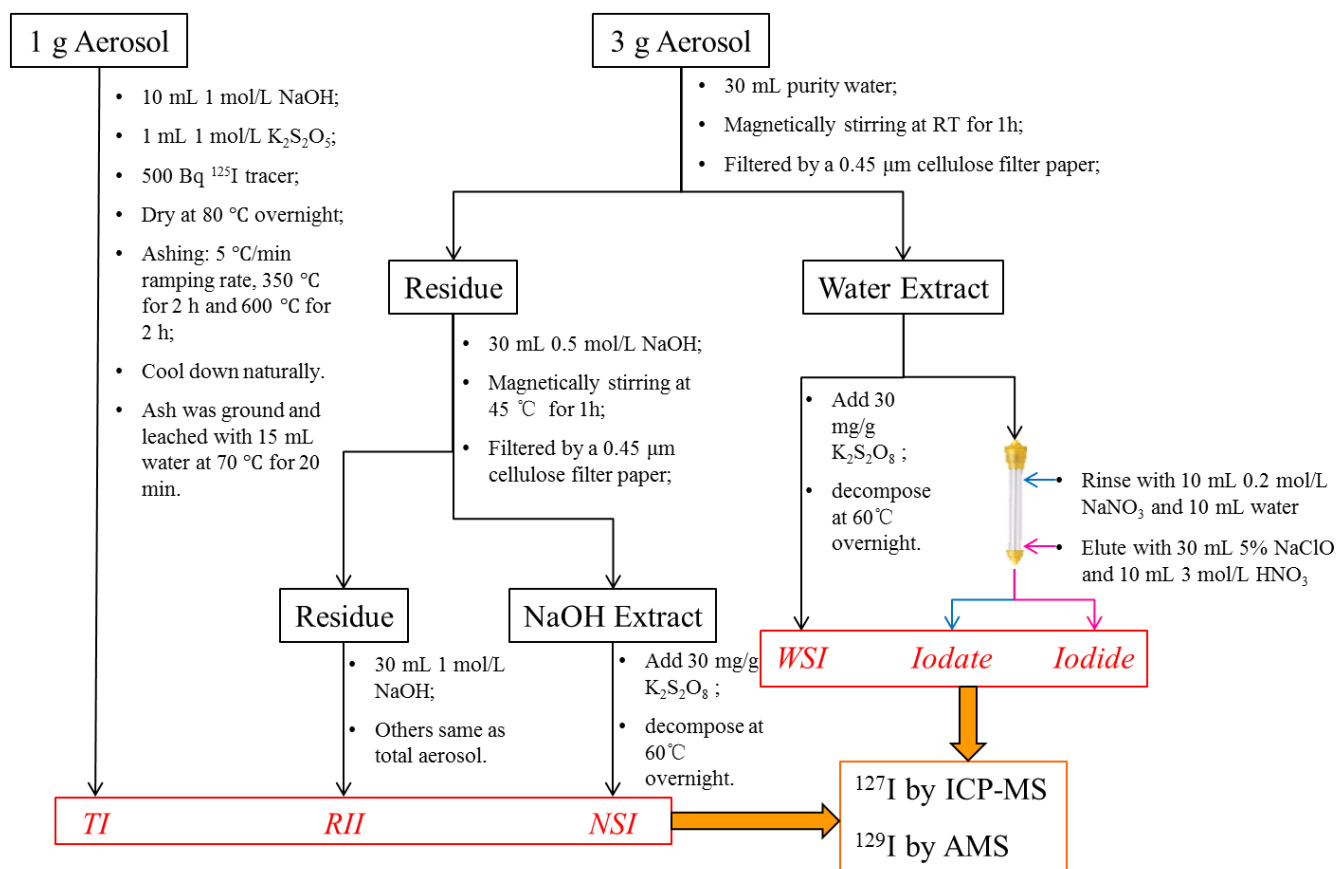 1 g Aerosol
• 10 mL 1 mol/L NaOH;
• 1 mL 1 mol/L K₂S₂O₅;
• 500 Bq ¹²⁵I tracer;
• Dry at 80 °C overnight;
• Ashing: 5 °C/min
ramping rate, 350 °C
for 2 h and 600 °C for
2 h;
• Cool down naturally.
• Ash was ground and
leached with 15 mL
water at 70 °C for 20
min.
3 g Aerosol
• 30 mL purity water;
• Magnetically stirring at RT for 1h;
• Filtered by a 0.45 μm cellulose filter paper;
Residue
• 30 mL 0.5 mol/L NaOH;
• Magnetically stirring at
45 ℃ for 1h;
• Filtered by a 0.45 μm
cellulose filter paper;
Water Extract
• Add 30
mg/g
K₂S₂O₈ ;
• decompose
at 60℃
overnight.
• Rinse with 10 mL 0.2 mol/L
NaNO₃ and 10 mL water
• Elute with 30 mL 5% NaClO
and 10 mL 3 mol/L HNO₃
Residue
• 30 mL 1 mol/L
NaOH;
• Others same as
total aerosol.
NaOH Extract
• Add 30 mg/g
K₂S₂O₈ ;
• decompose at
60℃
overnight.
WSI Iodate Iodide
TI RII NSI
¹²⁷I by ICP-MS
¹²⁹I by AMS